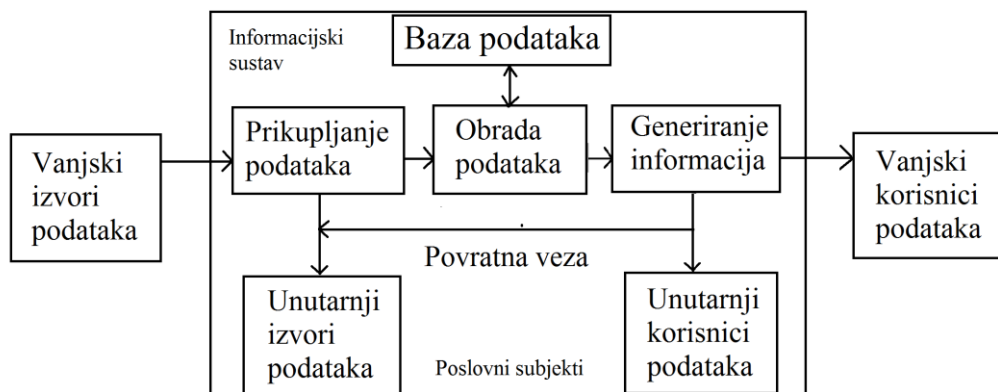 Informacijski
sustav
Baza podataka
Vanjski
izvori
podataka
Prikupljanje
podataka
Obrada
podataka
Generiranje
informacija
Vanjski
korisnici
podataka
Povratna veza
Unutarnji
izvori
podataka
Poslovni subjekti
Unutarnji
korisnici
podataka